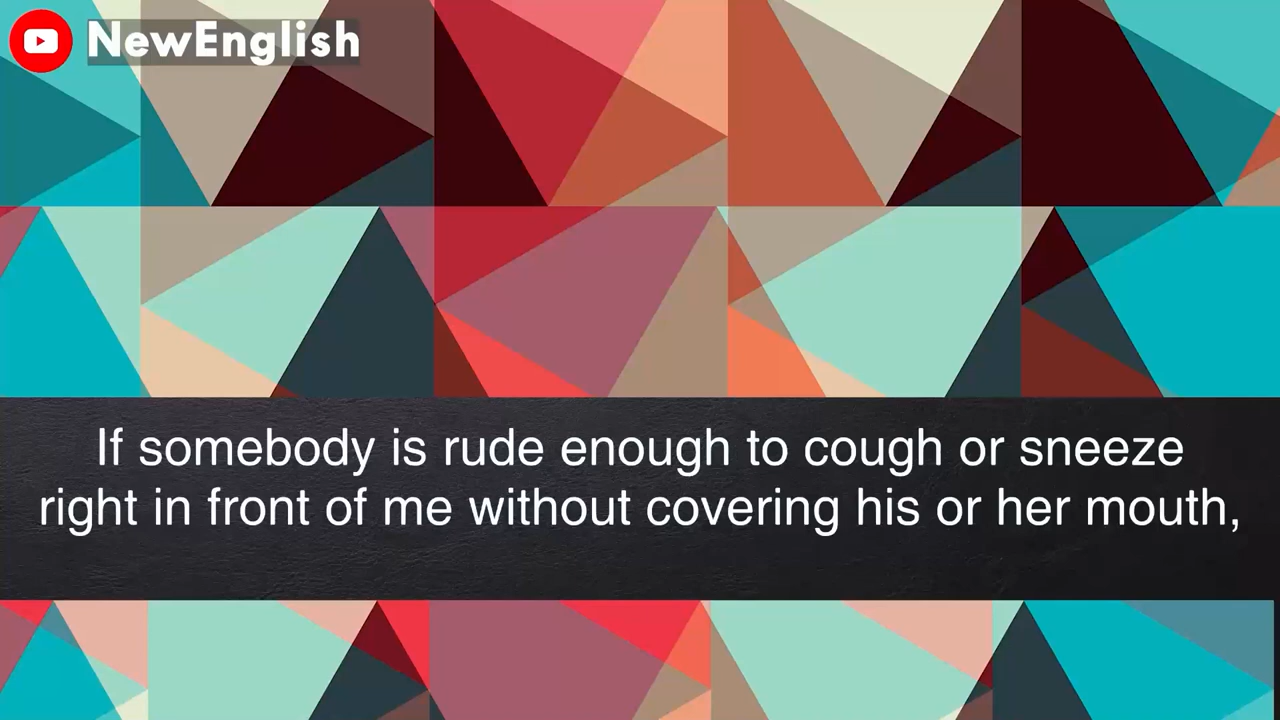 NewEnglish
If somebody is rude enough to cough or sneeze
right in front of me without covering his or her mouth,